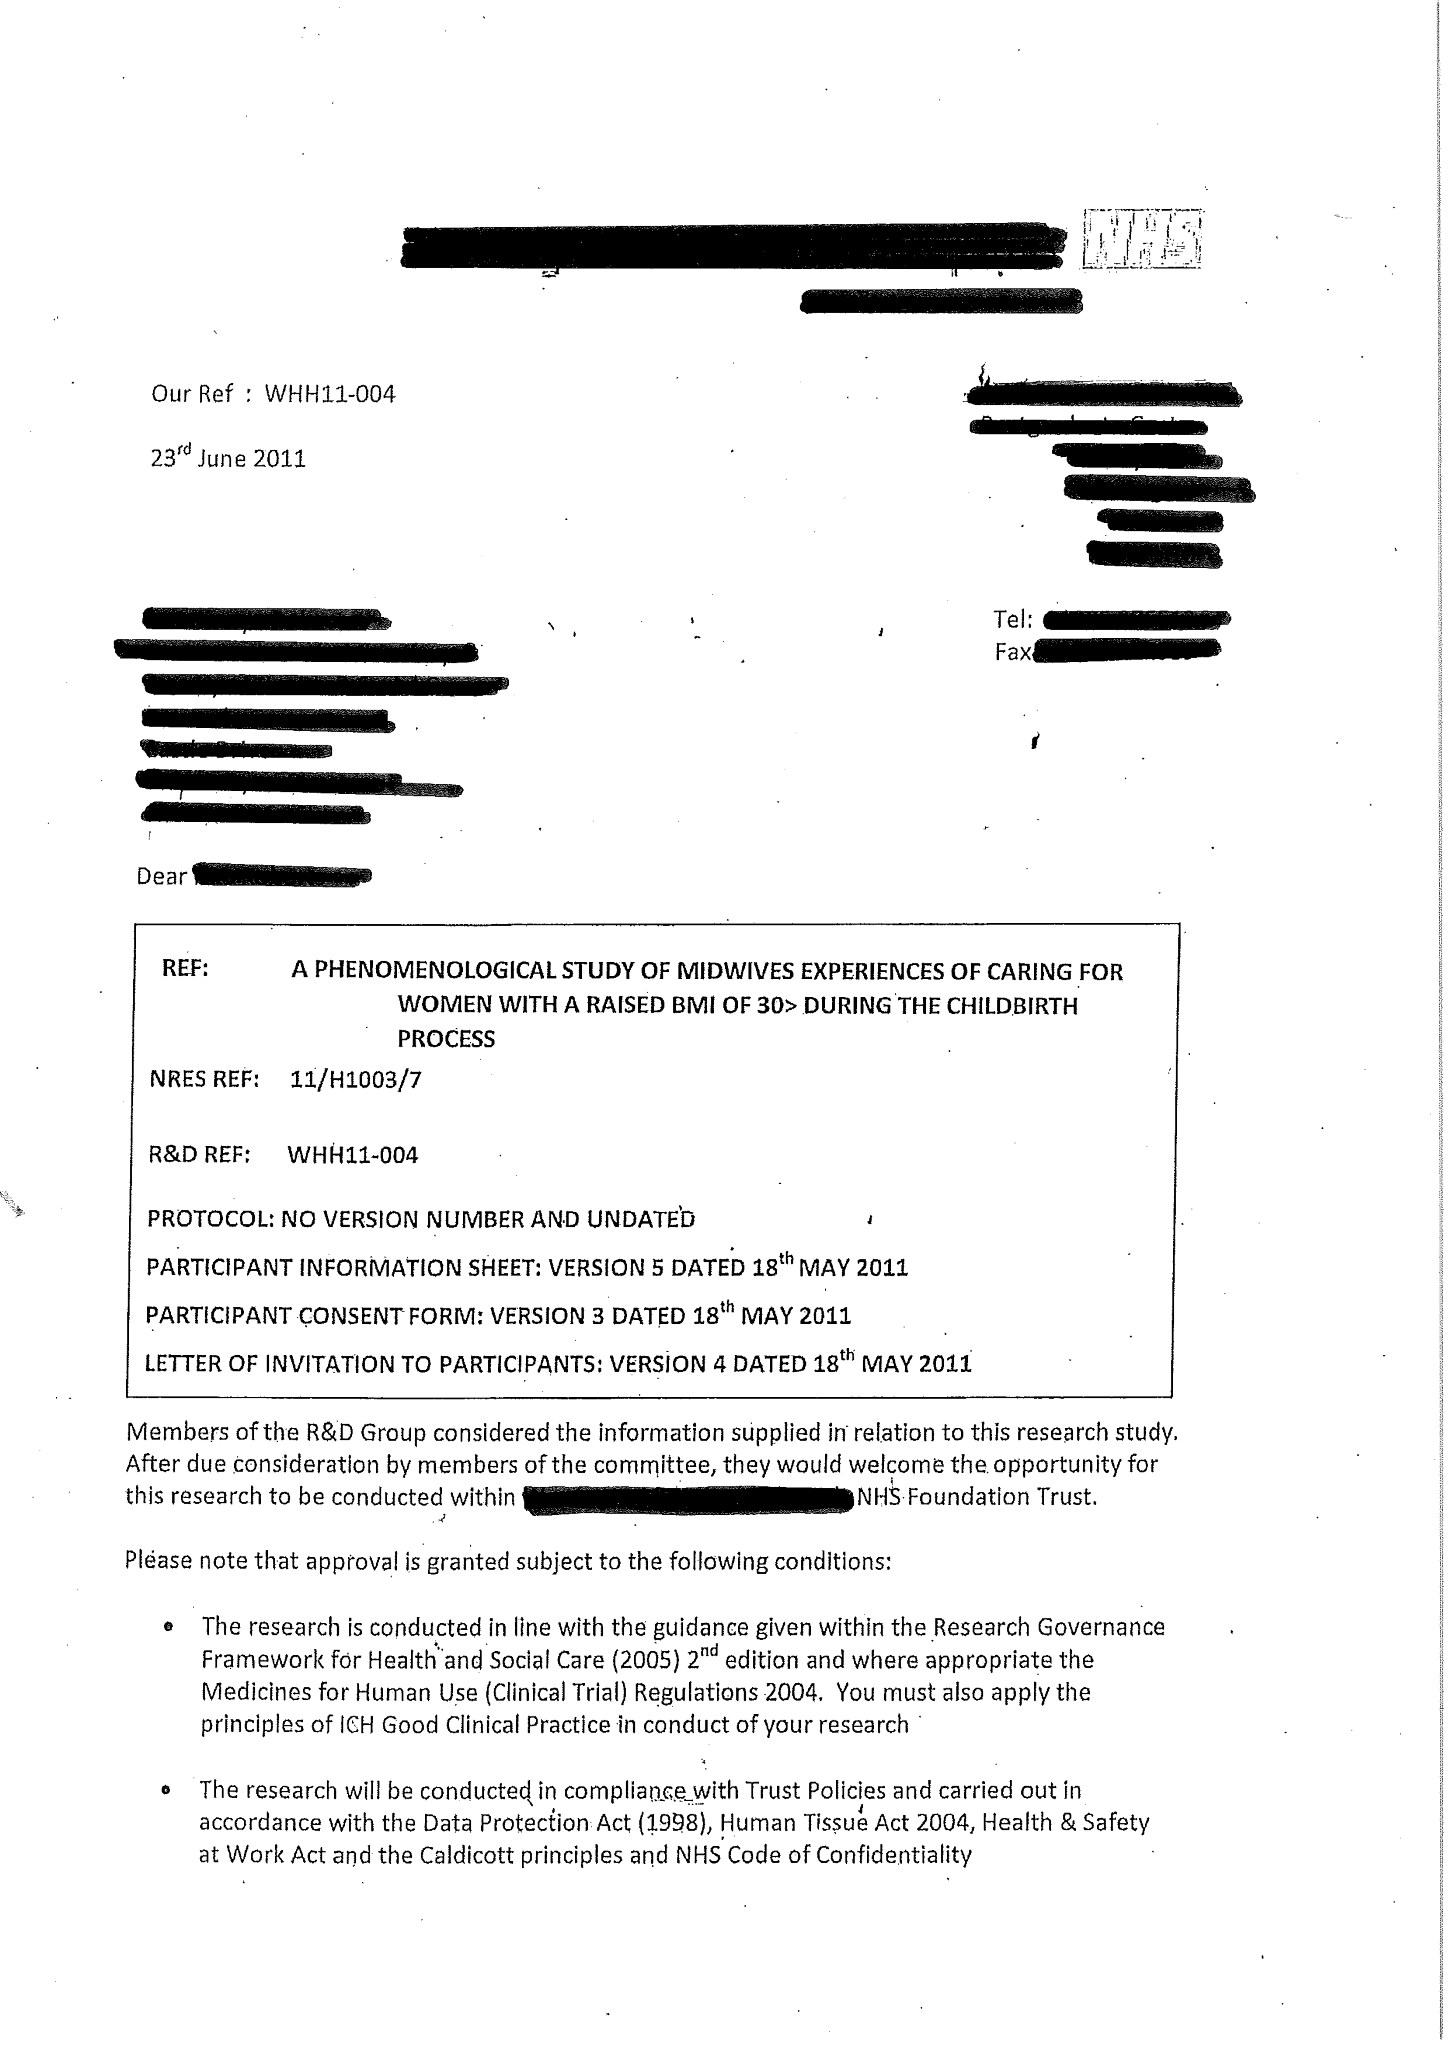 NHS
Our Ref : WHH11-004
23rd June 2011
Tel:
Fax
Dear
REF: A PHENOMENOLOGICAL STUDY OF MIDWIVES EXPERIENCES OF CARING FOR
WOMEN WITH A RAISED BMI OF 30> DURING THE CHILDBIRTH
PROCESS
NRES REF: 11/H1003/7
R&D REF: WHH11-004
PROTOCOL: NO VERSION NUMBER AND UNDATED
PARTICIPANT INFORMATION SHEET: VERSION 5 DATED 18th MAY 2011
PARTICIPANT CONSENT FORM: VERSION 3 DATED 18th MAY 2011
LETTER OF INVITATION TO PARTICIPANTS: VERSION 4 DATED 18th MAY 2011
Members of the R&D Group considered the information supplied in relation to this research study.
After due consideration by members of the committee, they would welcome the opportunity for
this research to be conducted within NHS Foundation Trust.
Please note that approval is granted subject to the following conditions:
• The research is conducted in line with the guidance given within the Research Governance
Framework for Health and Social Care (2005) 2nd edition and where appropriate the
Medicines for Human Use (Clinical Trial) Regulations 2004. You must also apply the
principles of ICH Good Clinical Practice in conduct of your research
• The research will be conducted in compliance with Trust Policies and carried out in
accordance with the Data Protection Act (1998), Human Tissue Act 2004, Health & Safety
at Work Act and the Caldicott principles and NHS Code of Confidentiality